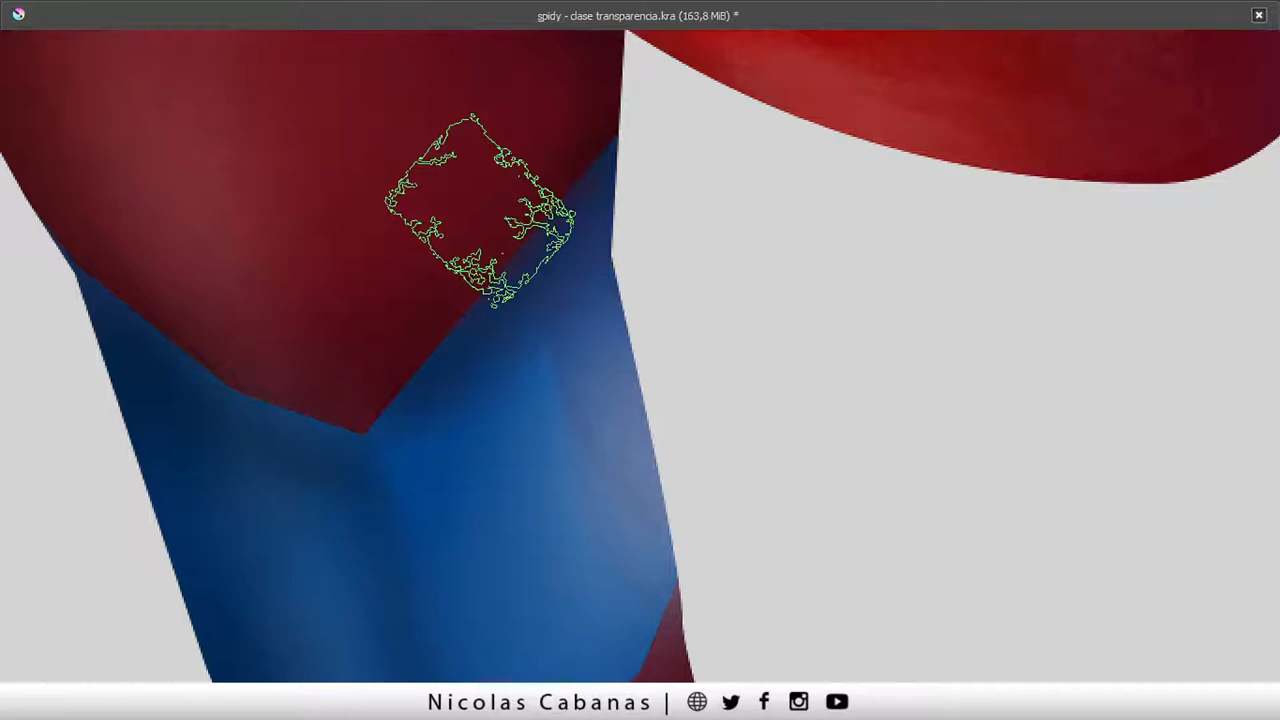 spidy - clase transparencia.kra (163,8 MiB) *
Nicolas Cabanas |